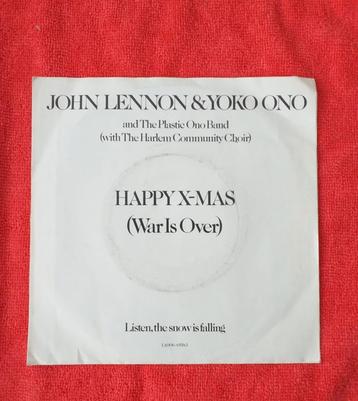 JOHN LENNON & YOKO ONO
and The Plastic Ono Band
(with The Harlem Community Choir)
HAPPY X-MAS
(War Is Over)
Listen, the snow is falling